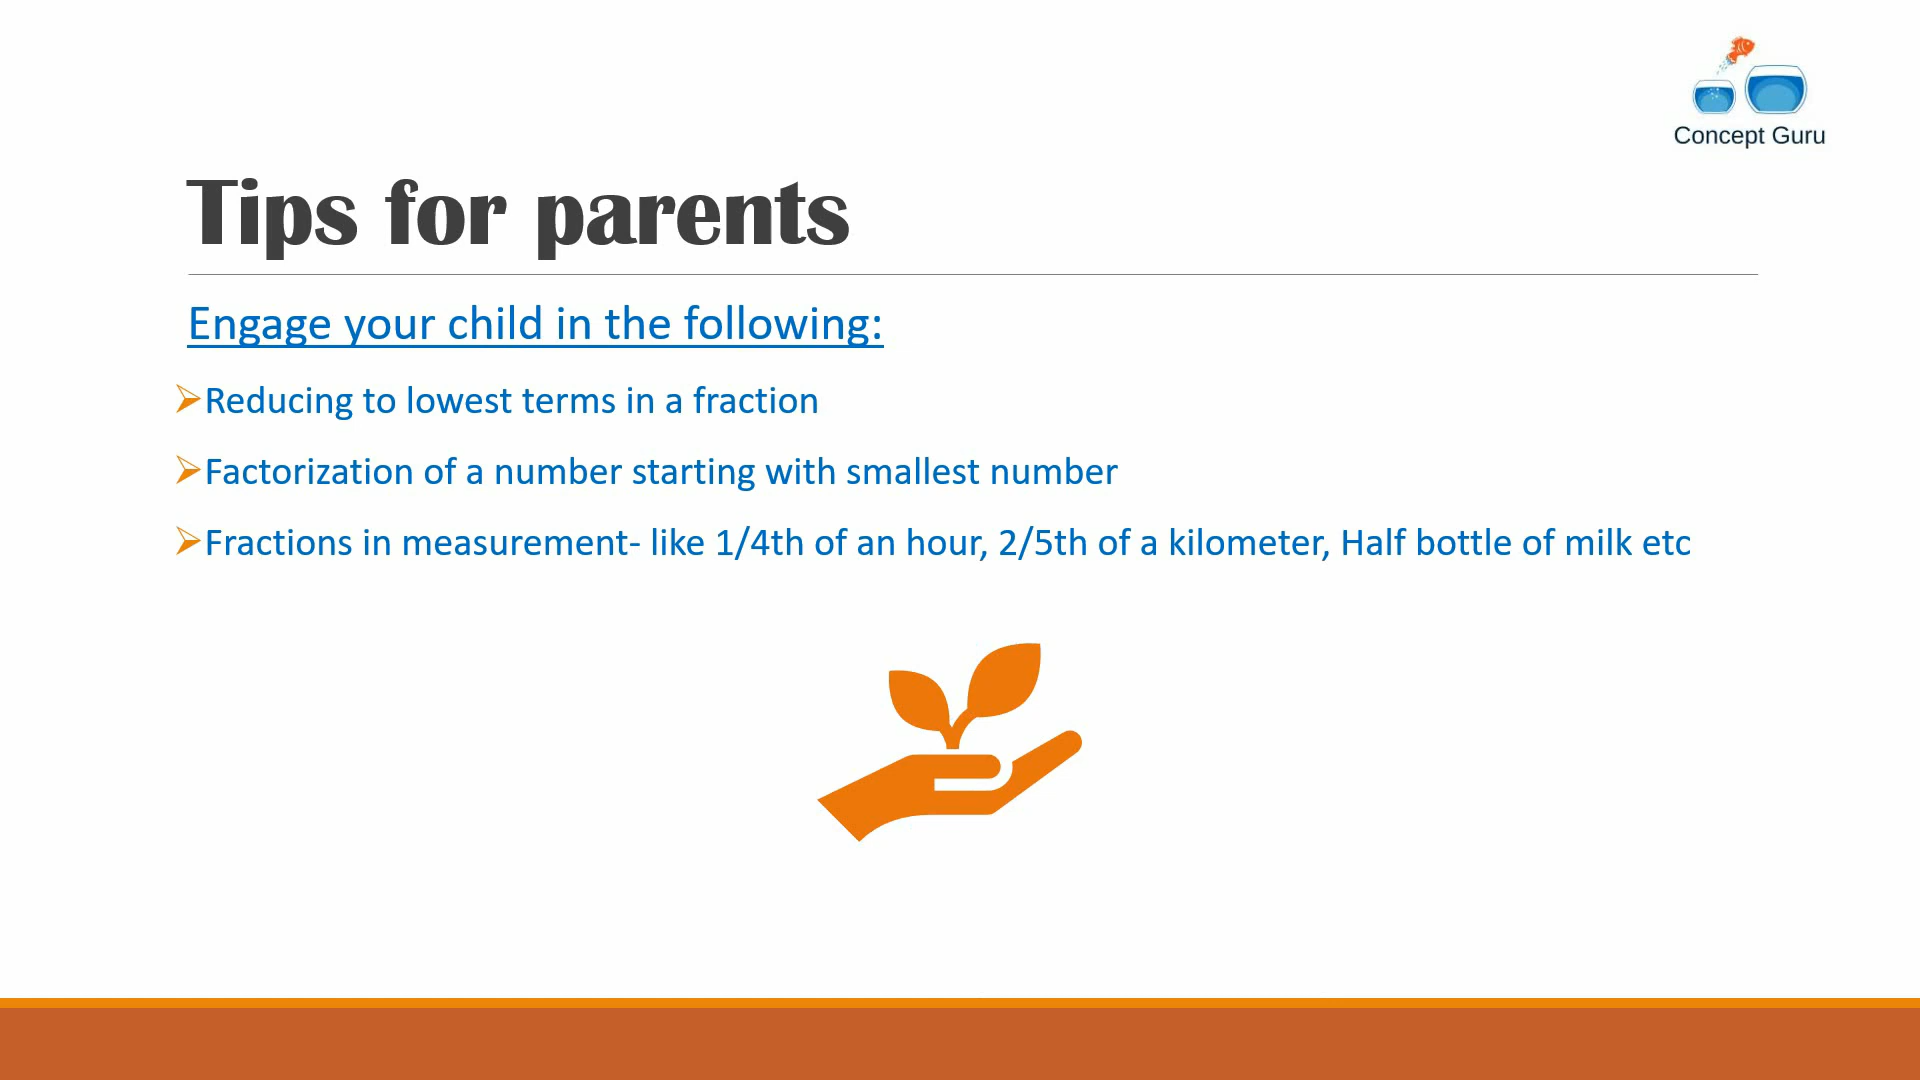 Concept Guru
Tips for parents
Engage your child in the following:
Reducing to lowest terms in a fraction
Factorization of a number starting with smallest number
Fractions in measurement- like 1/4th of an hour, 2/5th of a kilometer, Half bottle of milk etc